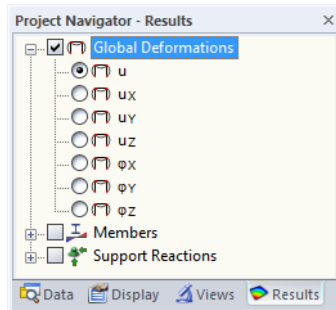 Project Navigator - Results
Global Deformations
u
uX
uY
uZ
φX
φY
φZ
Members
Support Reactions
Data Display Views Results